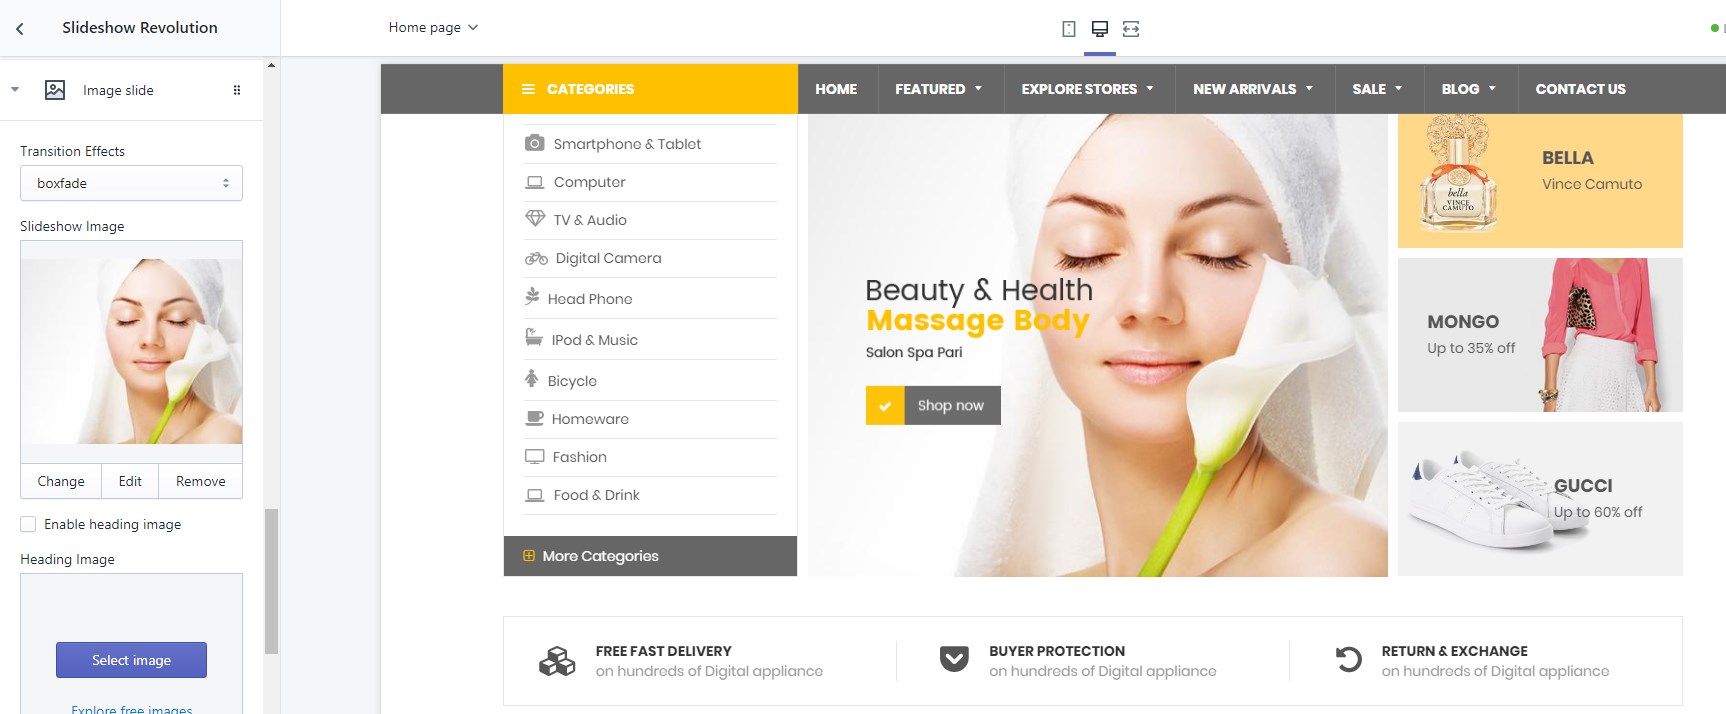 Slideshow Revolution
Home page
Image slide
Transition Effects
boxfade
Slideshow Image
Change
Edit
Remove
Enable heading image
Heading Image
Select image
Explore free images
CATEGORIES
HOME
FEATURED
EXPLORE STORES
NEW ARRIVALS
SALE
BLOG
CONTACT US
Smartphone & Tablet
Computer
TV & Audio
Digital Camera
Head Phone
IPod & Music
Bicycle
Homeware
Fashion
Food & Drink
More Categories
Beauty & Health
Massage Body
Salon Spa Pari
Shop now
bella
VINCE
CAMUTO
BELLA
Vince Camuto
MONGO
Up to 35% off
GUCCI
Up to 60% off
FREE FAST DELIVERY
on hundreds of Digital appliance
BUYER PROTECTION
on hundreds of Digital appliance
RETURN & EXCHANGE
on hundreds of Digital appliance